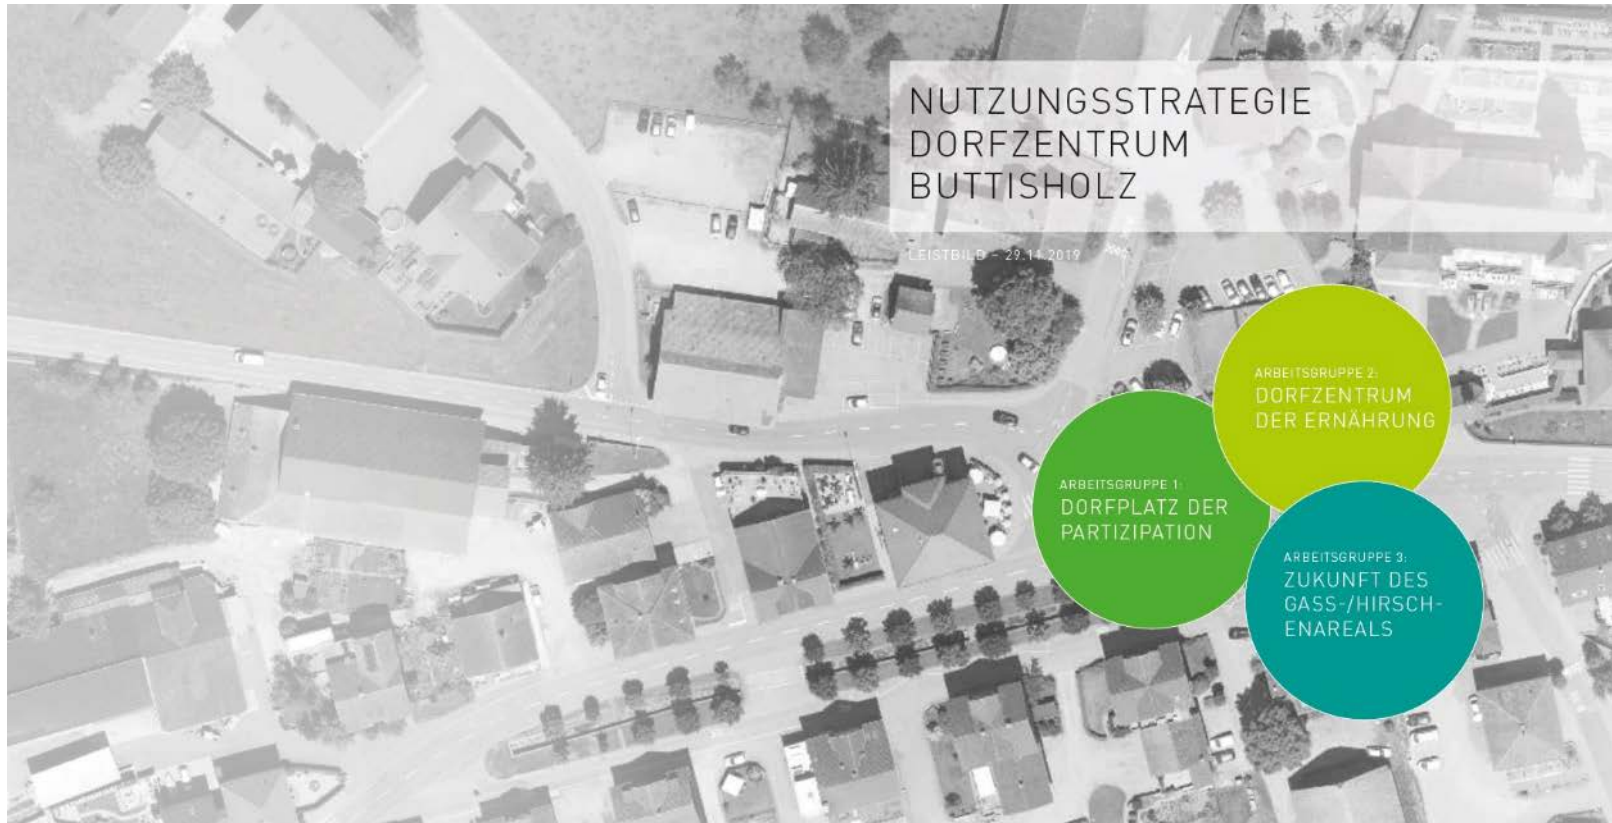 NUTZUNGSSTRATEGIE
DORFZENTRUM
BUTTISHOLZ
LEISTBILD – 29.11.2019
ARBEITSGRUPPE 2:
DORFZENTRUM
DER ERNÄHRUNG
ARBEITSGRUPPE 1:
DORFPLATZ DER
PARTIZIPATION
ARBEITSGRUPPE 3:
ZUKUNFT DES
GASS-/HIRSCH-
ENAREALS